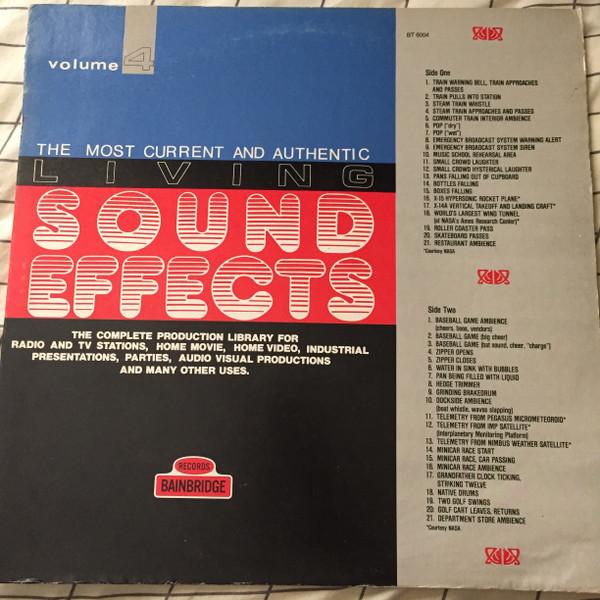 volume 4
THE MOST CURRENT AND AUTHENTIC
LIVING
SOUND
EFFECTS
THE COMPLETE PRODUCTION LIBRARY FOR
RADIO AND TV STATIONS, HOME MOVIE, HOME VIDEO, INDUSTRIAL
PRESENTATIONS, PARTIES, AUDIO VISUAL PRODUCTIONS
AND MANY OTHER USES.
RECORDS
BAINBRIDGE
BT 6004
Side One
1. TRAIN WARNING BELL, TRAIN APPROACHES
AND PASSES
2. TRAIN PULLS INTO STATION
3. STEAM TRAIN WHISTLE
4. STEAM TRAIN APPROACHES AND PASSES
5. COMMUTER TRAIN INTERIOR AMBIENCE
6. POP ("dry")
7. POP ("wet")
8. EMERGENCY BROADCAST SYSTEM WARNING ALERT
9. EMERGENCY BROADCAST SYSTEM SIREN
10. MUSIC SCHOOL REHEARSAL AREA
11. SMALL CROWD LAUGHTER
12. SMALL CROWD HYSTERICAL LAUGHTER
13. PANS FALLING OUT OF CUPBOARD
14. BOTTLES FALLING
15. BOXES FALLING
16. X-15 HYPERSONIC ROCKET PLANE*
17. X-14A VERTICAL TAKEOFF AND LANDING CRAFT*
18. WORLD'S LARGEST WIND TUNNEL
(at NASA's Ames Research Center)*
19. ROLLER COASTER PASS
20. SKATEBOARD PASSES
21. RESTAURANT AMBIENCE
*Courtesy NASA
Side Two
1. BASEBALL GAME AMBIENCE
(cheers, boos, vendors)
2. BASEBALL GAME (big cheer)
3. BASEBALL GAME (bat sound, cheer, "charge")
4. ZIPPER OPENS
5. ZIPPER CLOSES
6. WATER IN SINK WITH BUBBLES
7. PAN BEING FILLED WITH LIQUID
8. HEDGE TRIMMER
9. GRINDING BRAKEDRUM
10. DOCKSIDE AMBIENCE
(boat whistle, waves slapping)
11. TELEMETRY FROM PEGASUS MICROMETEOROID*
12. TELEMETRY FROM IMP SATELLITE*
(Interplanetary Monitoring Platform)
13. TELEMETRY FROM NIMBUS WEATHER SATELLITE*
14. MINICAR RACE START
15. MINICAR RACE, CAR PASSING
16. MINICAR RACE AMBIENCE
17. GRANDFATHER CLOCK TICKING,
STRIKING TWELVE
18. NATIVE DRUMS
19. TWO GOLF SWINGS
20. GOLF CART LEAVES, RETURNS
21. DEPARTMENT STORE AMBIENCE
*Courtesy NASA